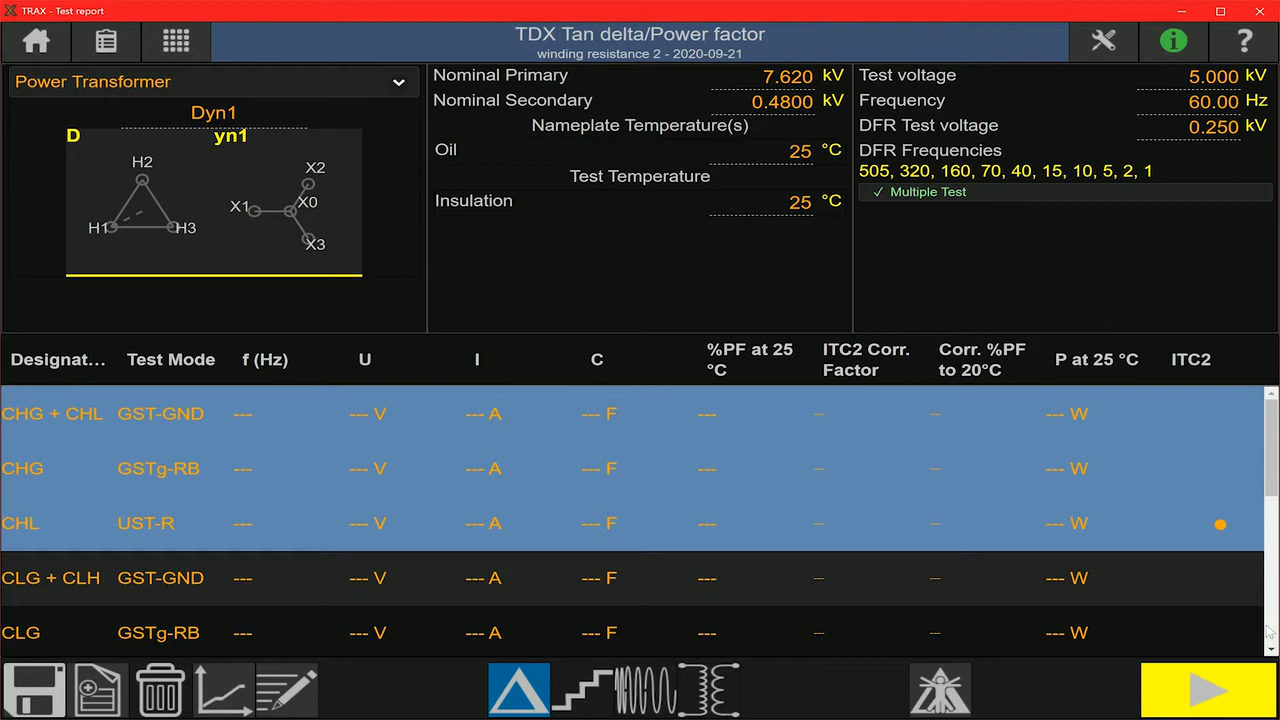 TRAX - Test report
TDX Tan delta/Power factor
winding resistance 2 - 2020-09-21
?
Power Transformer
Dyn1
D yn1
H2
X2
X1 X0
H1 H3
X3
Nominal Primary 7.620 kV
Nominal Secondary 0.4800 kV
Nameplate Temperature(s)
Oil 25 °C
Test Temperature
Insulation 25 °C
Test voltage 5.000 kV
Frequency 60.00 Hz
DFR Test voltage 0.250 kV
DFR Frequencies
505, 320, 160, 70, 40, 15, 10, 5, 2, 1
✓ Multiple Test
Designat... Test Mode f (Hz) U I C %PF at 25 °C ITC2 Corr. Factor Corr. %PF to 20°C P at 25 °C ITC2
CHG + CHL GST-GND --- --- V --- A --- F --- -- -- --- W
CHG GSTg-RB --- --- V --- A --- F --- -- -- --- W
CHL UST-R --- --- V --- A --- F --- -- -- --- W
CLG + CLH GST-GND --- --- V --- A --- F --- -- -- --- W
CLG GSTg-RB --- --- V --- A --- F --- -- -- --- W